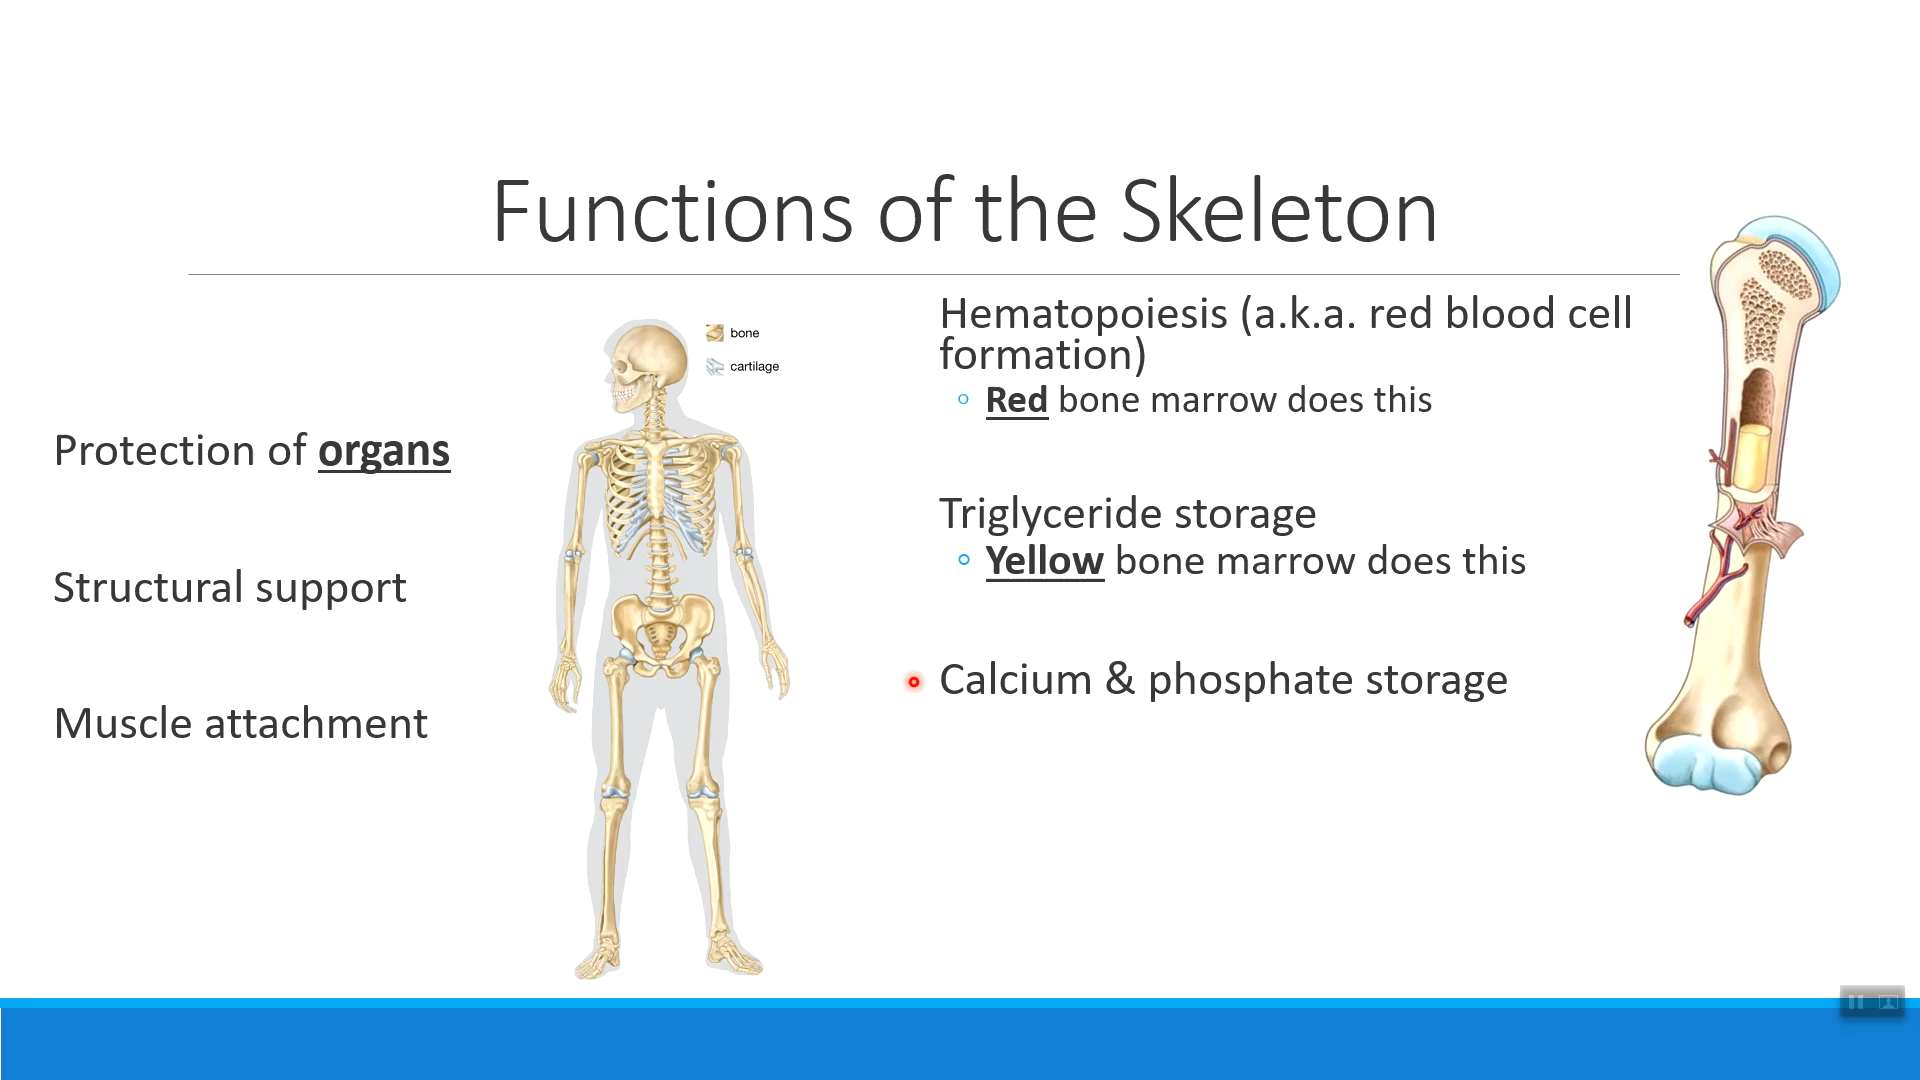 Functions of the Skeleton
Protection of organs
Structural support
Muscle attachment
bone
cartilage
Hematopoiesis (a.k.a. red blood cell
formation)
Red bone marrow does this
Triglyceride storage
Yellow bone marrow does this
Calcium & phosphate storage